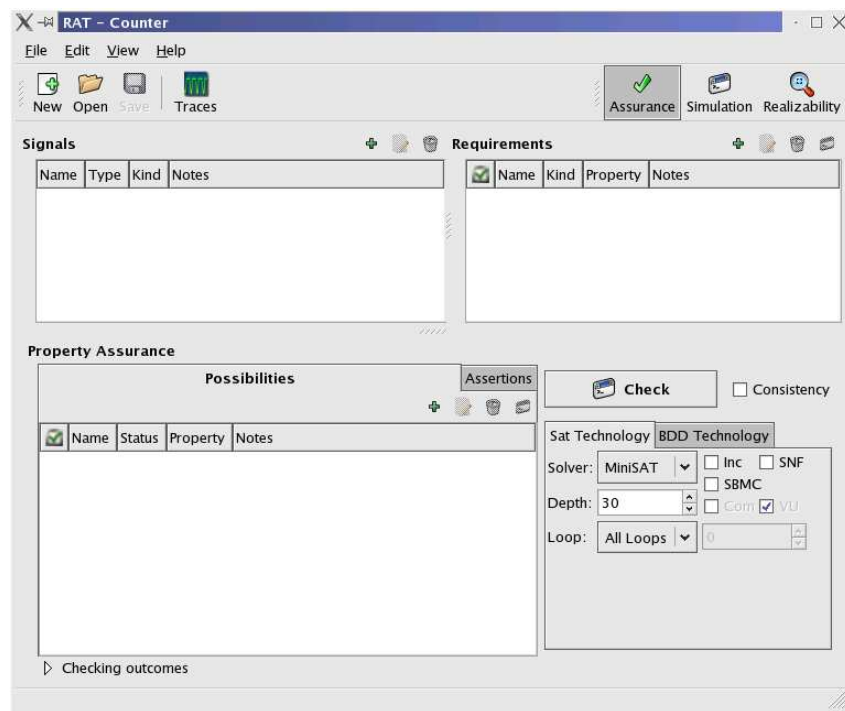 RAT - Counter
File Edit View Help
New Open Save Traces Assurance Simulation Realizability
Signals
Name Type Kind Notes
Requirements
Name Kind Property Notes
Property Assurance
Possibilities Assertions
Name Status Property Notes
Check Consistency
Sat Technology BDD Technology
Solver: MiniSAT Inc SNF
SBMC
Depth: 30 Com VU
Loop: All Loops 0
Checking outcomes